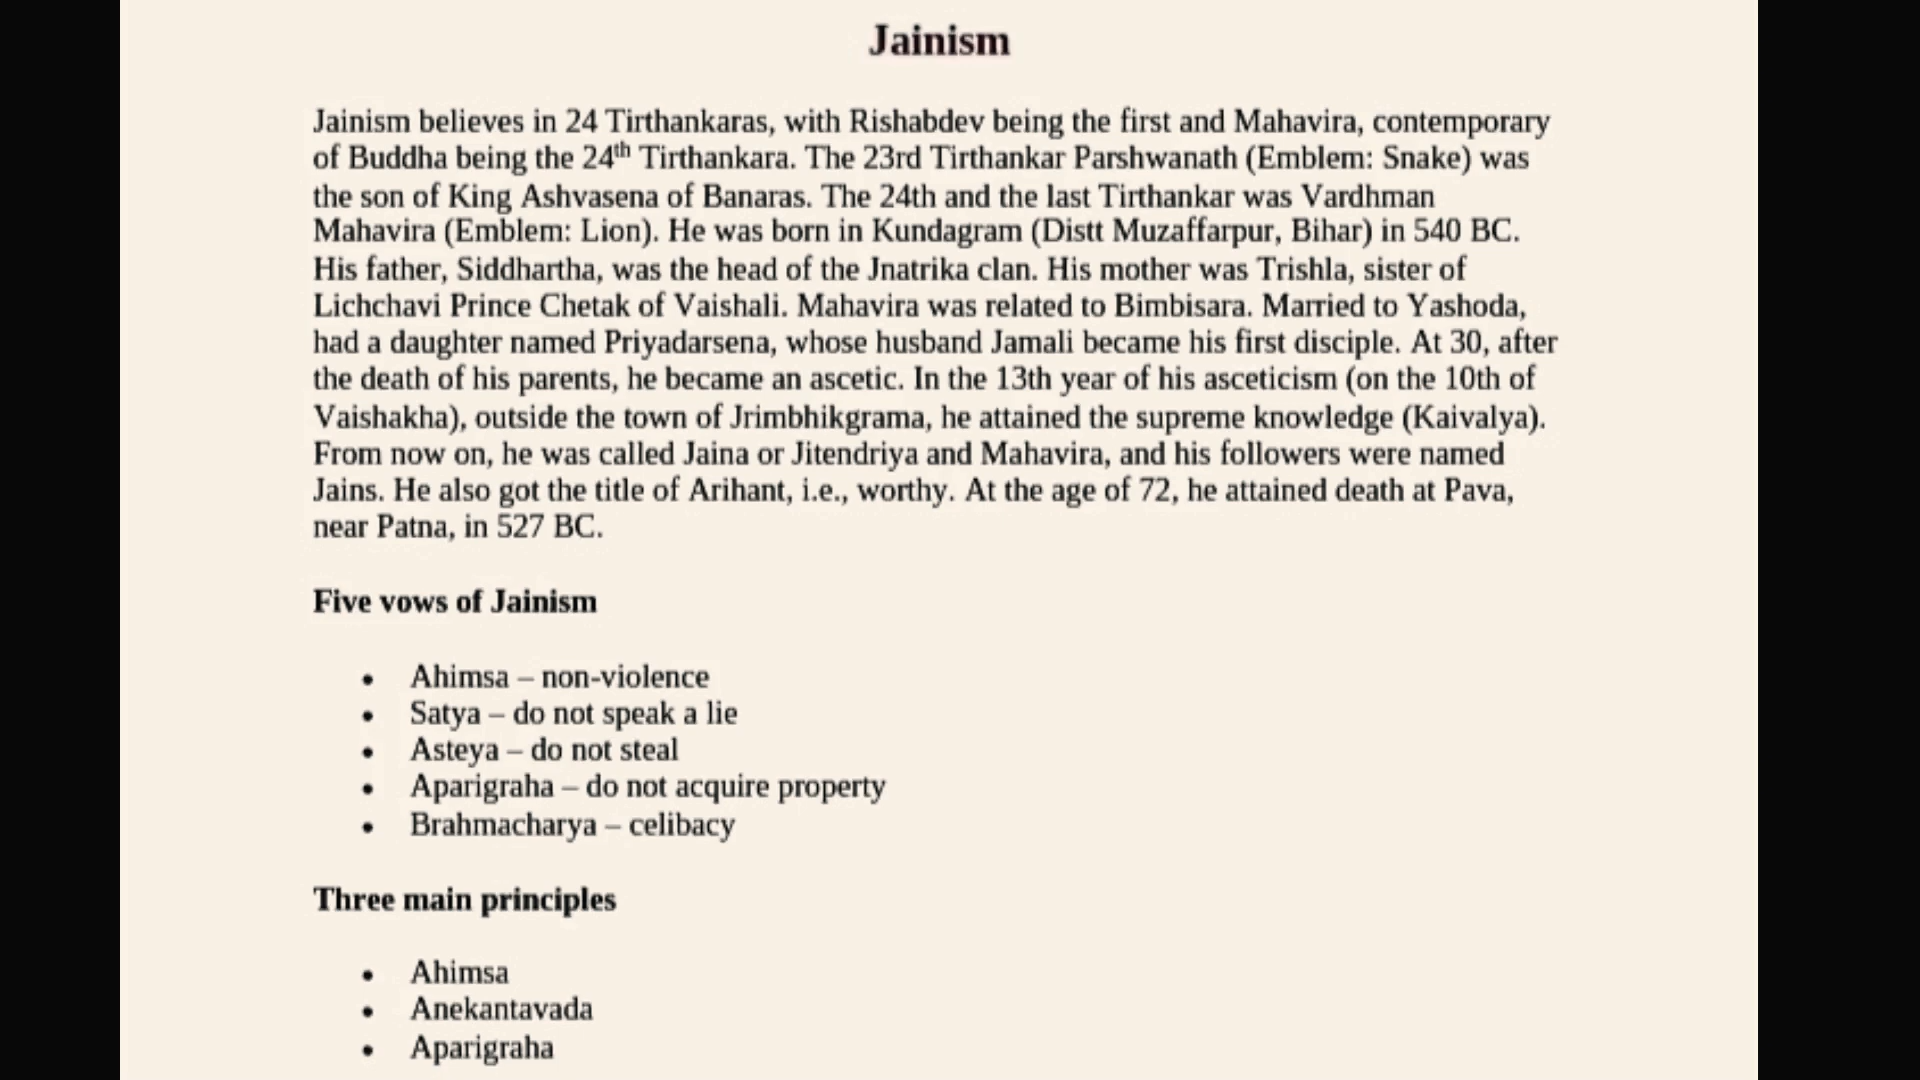 Jainism
Jainism believes in 24 Tirthankaras, with Rishabdev being the first and Mahavira, contemporary
of Buddha being the 24th Tirthankara. The 23rd Tirthankar Parshwanath (Emblem: Snake) was
the son of King Ashvasena of Banaras. The 24th and the last Tirthankar was Vardhman
Mahavira (Emblem: Lion). He was born in Kundagram (Distt Muzaffarpur, Bihar) in 540 BC.
His father, Siddhartha, was the head of the Jnatrika clan. His mother was Trishla, sister of
Lichchavi Prince Chetak of Vaishali. Mahavira was related to Bimbisara. Married to Yashoda,
had a daughter named Priyadarsena, whose husband Jamali became his first disciple. At 30, after
the death of his parents, he became an ascetic. In the 13th year of his asceticism (on the 10th of
Vaishakha), outside the town of Jrimbhikgrama, he attained the supreme knowledge (Kaivalya).
From now on, he was called Jaina or Jitendriya and Mahavira, and his followers were named
Jains. He also got the title of Arihant, i.e., worthy. At the age of 72, he attained death at Pava,
near Patna, in 527 BC.
Five vows of Jainism
• Ahimsa – non-violence
• Satya – do not speak a lie
• Asteya – do not steal
• Aparigraha – do not acquire property
• Brahmacharya – celibacy
Three main principles
• Ahimsa
• Anekantavada
• Aparigraha